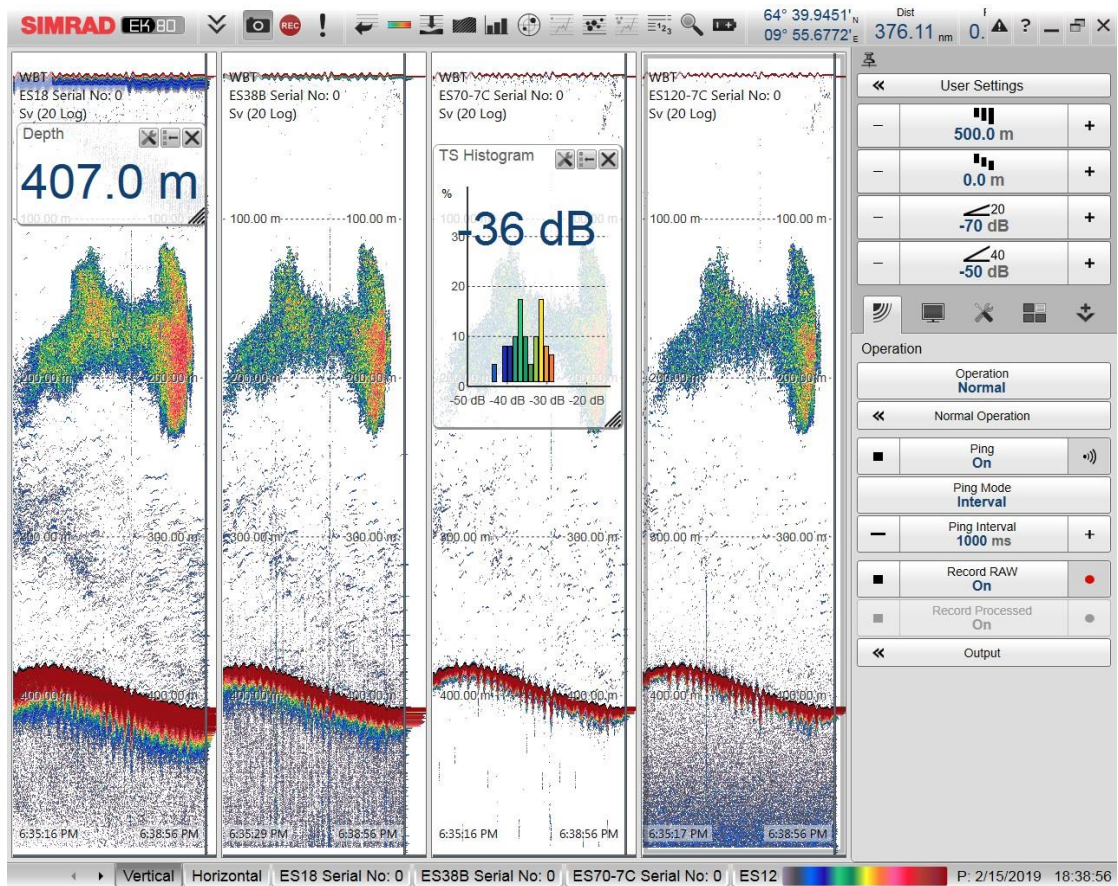 SIMRAD EK 80
REC
64° 39.9451' N
09° 55.6772' E
Dist
376.11 nm
0.
?
WBT
ES18 Serial No: 0
Sv (20 Log)
Depth
407.0 m
100.00 m
100.00 m
200.00 m
200.00 m
300.00 m
300.00 m
400.00 m
400.00 m
6:35:16 PM
6:38:56 PM
WBT
ES38B Serial No: 0
Sv (20 Log)
100.00 m
100.00 m
200.00 m
200.00 m
300.00 m
300.00 m
400.00 m
400.00 m
6:35:29 PM
6:38:56 PM
WBT
ES70-7C Serial No: 0
Sv (20 Log)
TS Histogram
%
-36 dB
30
20
10
0
-50 dB -40 dB -30 dB -20 dB
300.00 m
300.00 m
400.00 m
400.00 m
6:35:16 PM
6:38:56 PM
WBT
ES120-7C Serial No: 0
Sv (20 Log)
100.00 m
100.00 m
200.00 m
200.00 m
300.00 m
300.00 m
400.00 m
400.00 m
6:35:17 PM
6:38:56 PM
User Settings
500.0 m
0.0 m
20
-70 dB
40
-50 dB
Operation
Operation
Normal
Normal Operation
Ping
On
Ping Mode
Interval
Ping Interval
1000 ms
Record RAW
On
Record Processed
On
Output
Vertical Horizontal ES18 Serial No: 0 ES38B Serial No: 0 ES70-7C Serial No: 0 ES12
P: 2/15/2019 18:38:56